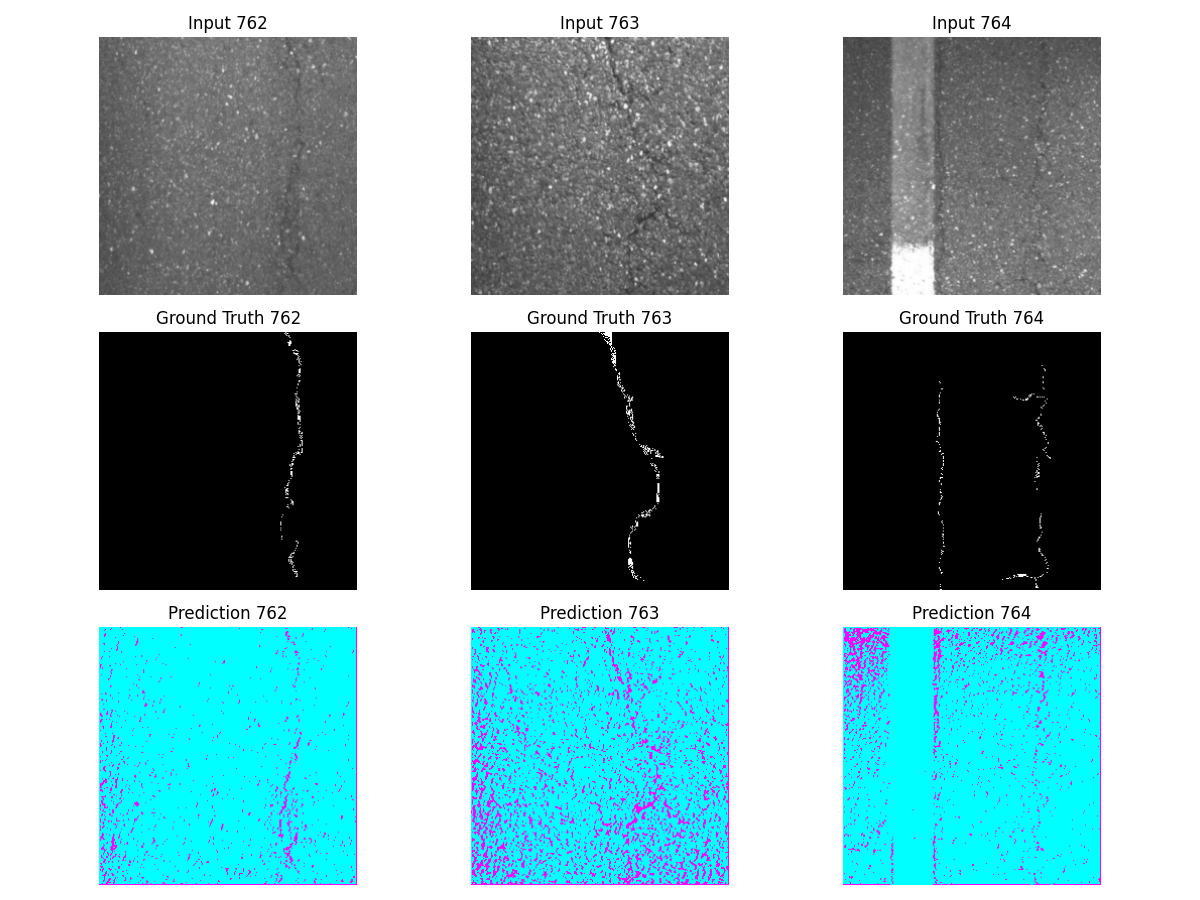 Input 762
Input 763
Input 764
Ground Truth 762
Ground Truth 763
Ground Truth 764
Prediction 762
Prediction 763
Prediction 764